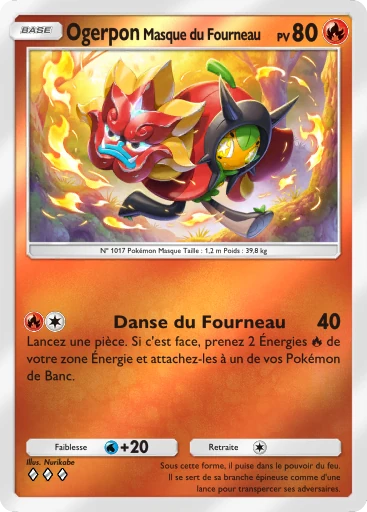 BASE
Ogerpon Masque du Fourneau PV 80
N° 1017 Pokémon Masque Taille : 1,2 m Poids : 39,8 kg
Danse du Fourneau 40
Lancez une pièce. Si c'est face, prenez 2 Énergies de
votre zone Énergie et attachez-les à un de vos Pokémon
de Banc.
Faiblesse +20 Retraite
Illus. Nurikabe
Sous cette forme, il puise dans le pouvoir du feu.
Il se sert de sa branche épineuse comme d'une
lance pour transpercer ses adversaires.